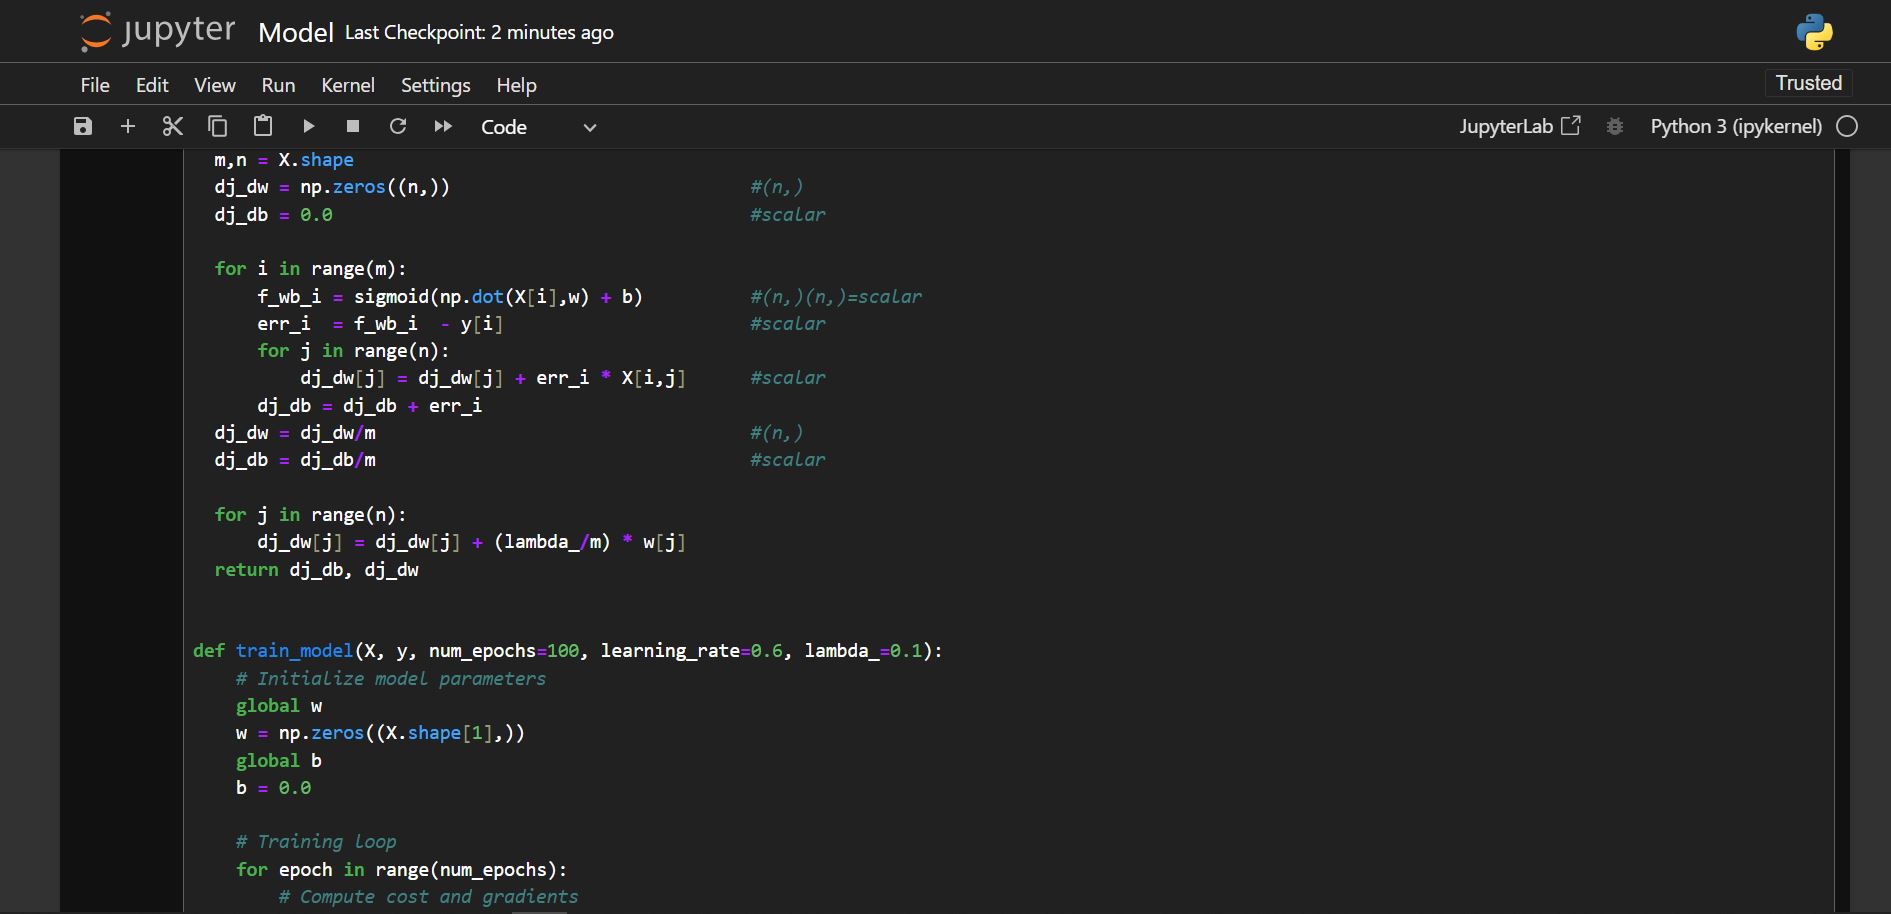 jupyter Model Last Checkpoint: 2 minutes ago
File Edit View Run Kernel Settings Help Trusted
Code JupyterLab Python 3 (ipykernel)
m,n = X.shape
dj_dw = np.zeros((n,)) #(n,)
dj_db = 0.0 #scalar
for i in range(m):
f_wb_i = sigmoid(np.dot(X[i],w) + b) #(n,)(n,)=scalar
err_i  = f_wb_i  - y[i] #scalar
for j in range(n):
dj_dw[j] = dj_dw[j] + err_i * X[i,j] #scalar
dj_db = dj_db + err_i
dj_dw = dj_dw/m #(n,)
dj_db = dj_db/m #scalar
for j in range(n):
dj_dw[j] = dj_dw[j] + (lambda_/m) * w[j]
return dj_db, dj_dw
def train_model(X, y, num_epochs=100, learning_rate=0.6, lambda_=0.1):
# Initialize model parameters
global w
w = np.zeros((X.shape[1],))
global b
b = 0.0
# Training loop
for epoch in range(num_epochs):
# Compute cost and gradients